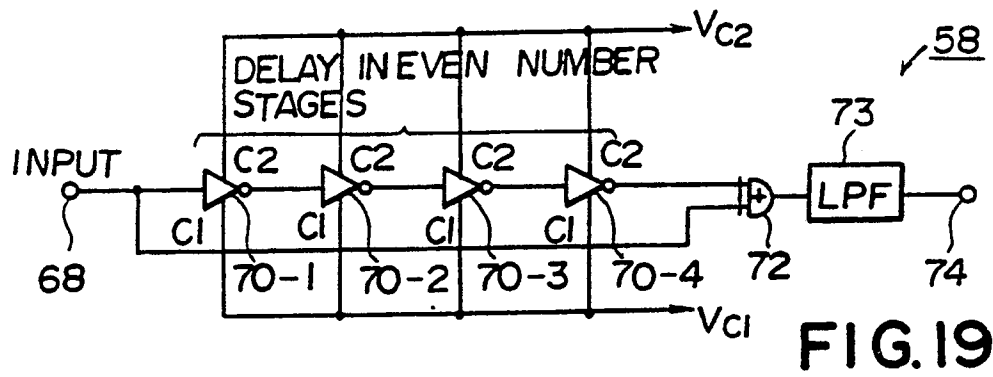 VC2
58
DELAY IN EVEN NUMBER
STAGES
73
INPUT
C2 C2 C2 C2
LPF
C1 C1 C1 C1
68
70-1 70-2 70-3 70-4 72 74
VC1
FIG. 19